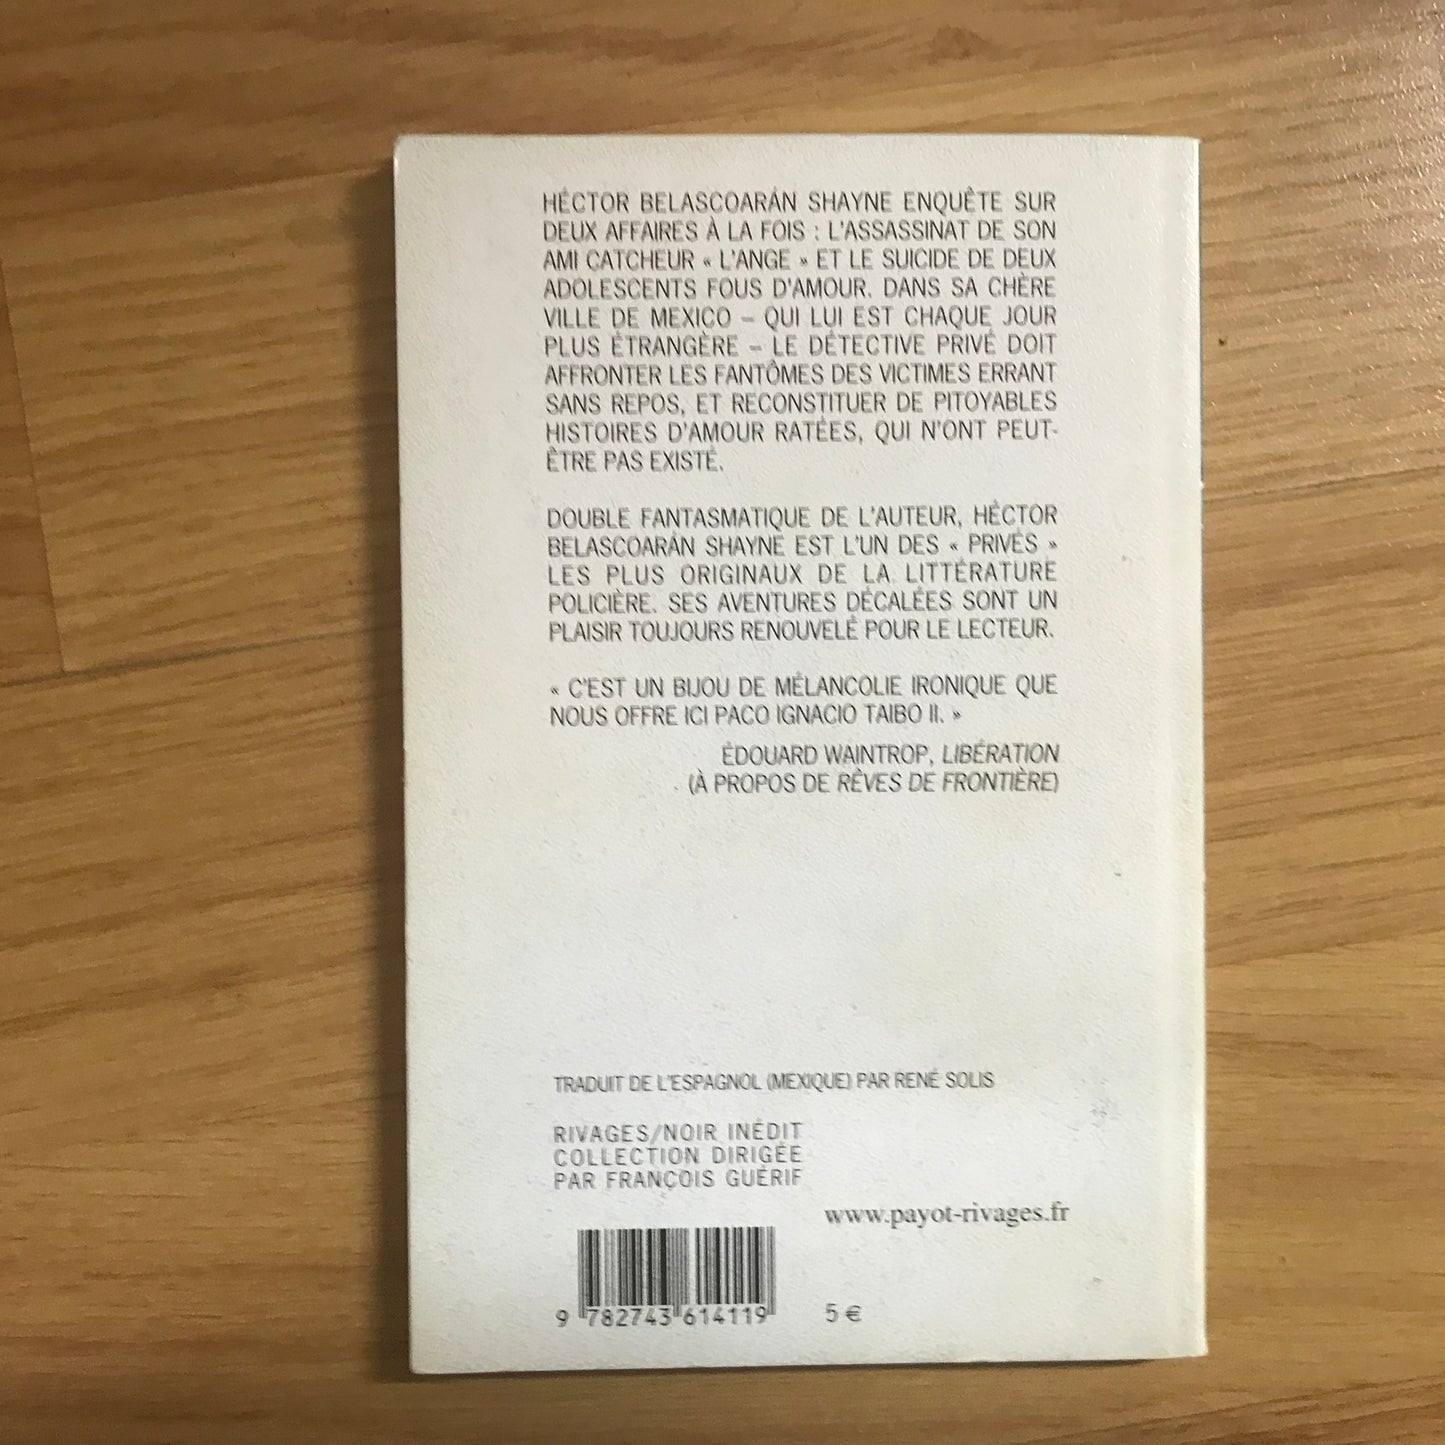 HÉCTOR BELASCOARÁN SHAYNE ENQUÊTE SUR
DEUX AFFAIRES À LA FOIS : L'ASSASSINAT DE SON
AMI CATCHEUR « L'ANGE » ET LE SUICIDE DE DEUX
ADOLESCENTS FOUS D'AMOUR. DANS SA CHÈRE
VILLE DE MEXICO – QUI LUI EST CHAQUE JOUR
PLUS ÉTRANGÈRE – LE DÉTECTIVE PRIVÉ DOIT
AFFRONTER LES FANTÔMES DES VICTIMES ERRANT
SANS REPOS, ET RECONSTITUER DE PITOYABLES
HISTOIRES D'AMOUR RATÉES, QUI N'ONT PEUT-
ÊTRE PAS EXISTÉ.
DOUBLE FANTASMATIQUE DE L'AUTEUR, HÉCTOR
BELASCOARÁN SHAYNE EST L'UN DES « PRIVÉS »
LES PLUS ORIGINAUX DE LA LITTÉRATURE
POLICIÈRE. SES AVENTURES DÉCALÉES SONT UN
PLAISIR TOUJOURS RENOUVELÉ POUR LE LECTEUR.
« C'EST UN BIJOU DE MÉLANCOLIE IRONIQUE QUE
NOUS OFFRE ICI PACO IGNACIO TAIBO II. »
ÉDOUARD WAINTROP, LIBÉRATION
(À PROPOS DE RÊVES DE FRONTIÈRE)
TRADUIT DE L'ESPAGNOL (MEXIQUE) PAR RENÉ SOLIS
RIVAGES/NOIR INÉDIT
COLLECTION DIRIGÉE
PAR FRANÇOIS GUÉRIF
www.payot-rivages.fr
9 782743 614119 5 €